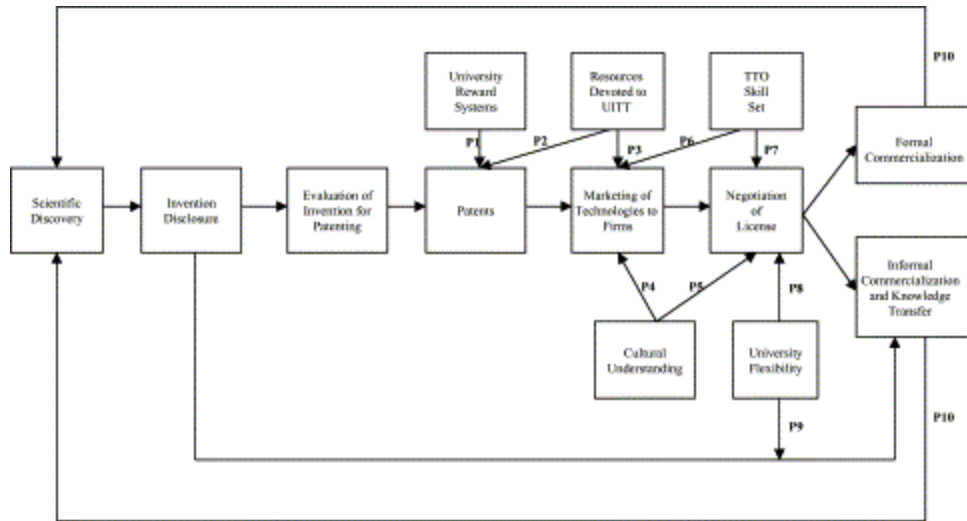 P10
University
Reward
Systems
Resources
Devoted to
UITT
TTO
Skill
Set
P1
P2
P3
P6
P7
Formal
Commercialization
Scientific
Discovery
Invention
Disclosure
Evaluation of
Invention for
Patenting
Patents
Marketing of
Technologies to
Firms
Negotiation
of
License
Informal
Commercialization
and Knowledge
Transfer
P4
P5
P8
Cultural
Understanding
University
Flexibility
P9
P10